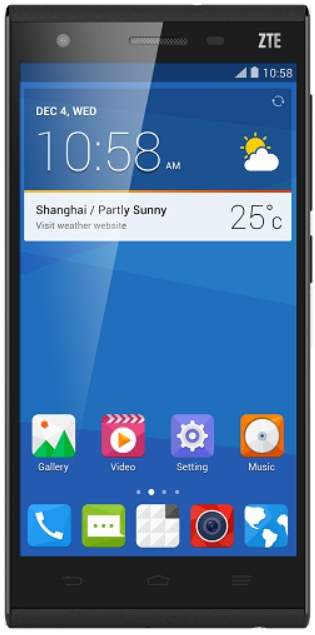 ZTE
10:58
DEC 4, WED
10:58 AM
Shanghai / Partly Sunny
Visit weather website
25°c
Gallery Video Setting Music